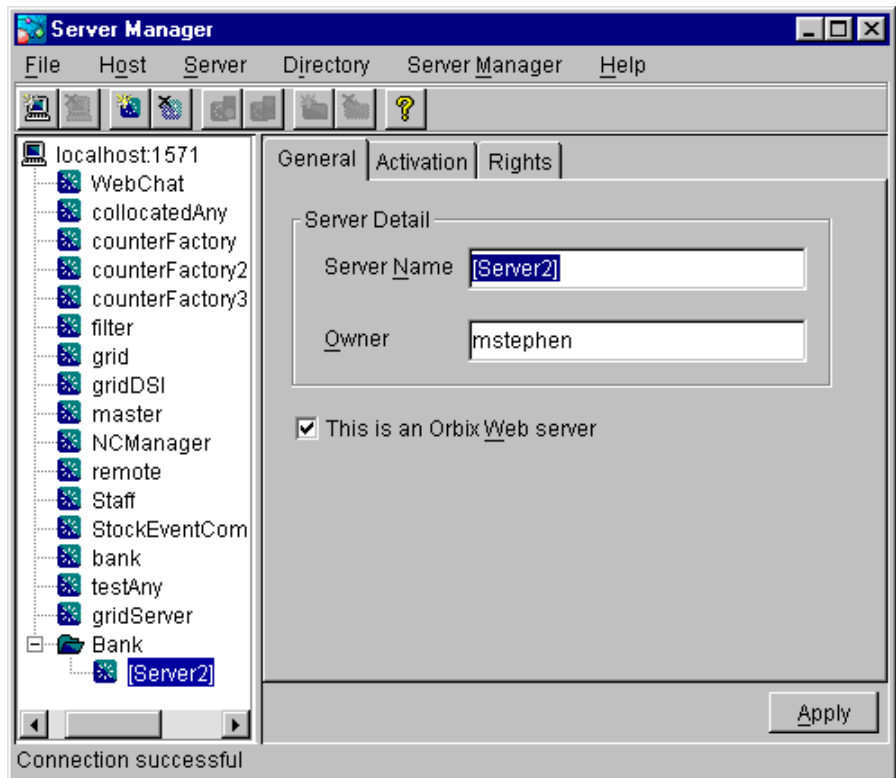 Server Manager
File Host Server Directory Server Manager Help
localhost:1571
WebChat
collocatedAny
counterFactory
counterFactory2
counterFactory3
filter
grid
gridDSI
master
NCManager
remote
Staff
StockEventCom
bank
testAny
gridServer
Bank
[Server2]
General Activation Rights
Server Detail
Server Name [Server2]
Owner mstephen
This is an Orbix Web server
Apply
Connection successful